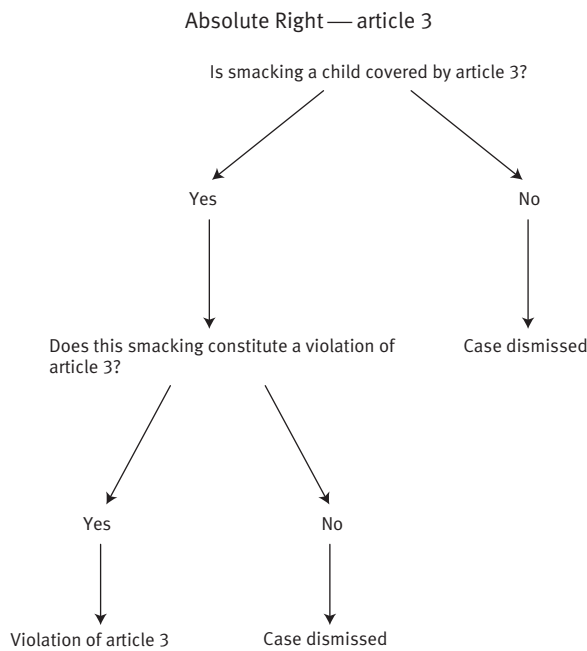 Absolute Right — article 3
Is smacking a child covered by article 3?
Yes
No
Does this smacking constitute a violation of
article 3?
Case dismissed
Yes
No
Violation of article 3
Case dismissed